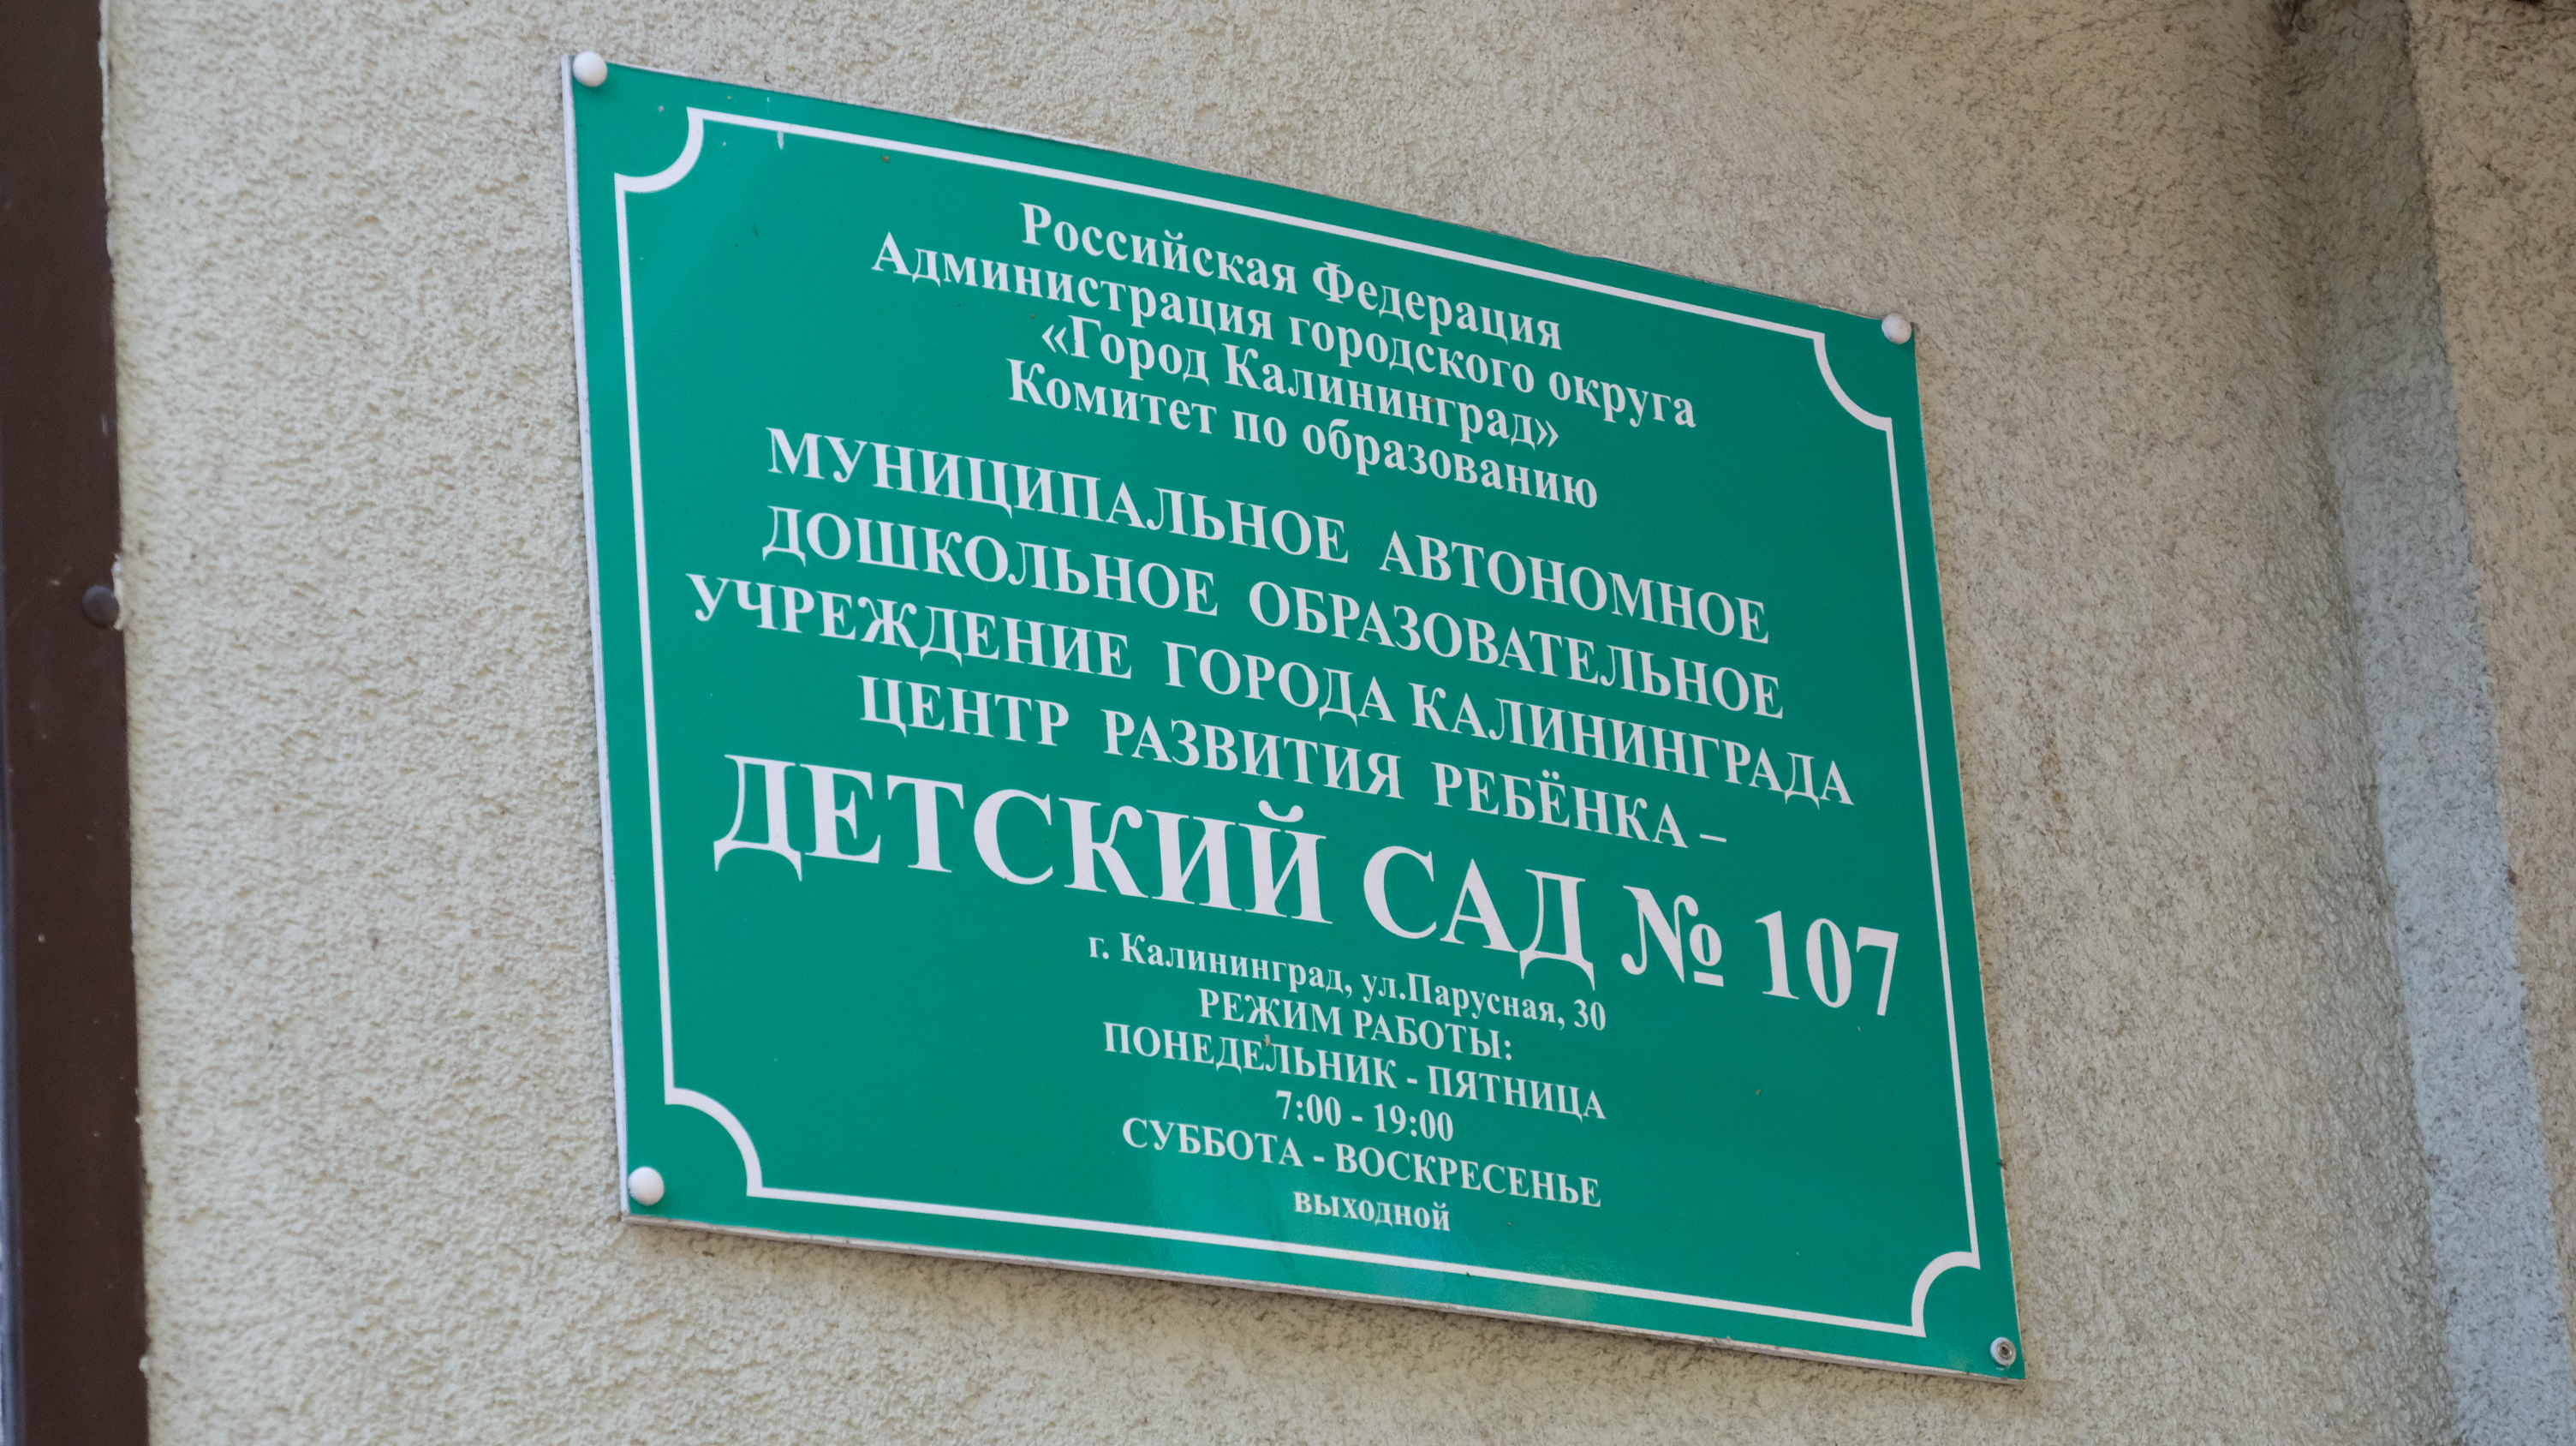 Российская Федерация
Администрация городского округа
«Город Калининград»
Комитет по образованию
МУНИЦИПАЛЬНОЕ АВТОНОМНОЕ
ДОШКОЛЬНОЕ ОБРАЗОВАТЕЛЬНОЕ
УЧРЕЖДЕНИЕ ГОРОДА КАЛИНИНГРАДА
ЦЕНТР РАЗВИТИЯ РЕБЁНКА –
ДЕТСКИЙ САД № 107
г. Калининград, ул.Парусная, 30
РЕЖИМ РАБОТЫ:
ПОНЕДЕЛЬНИК - ПЯТНИЦА
7:00 - 19:00
СУББОТА - ВОСКРЕСЕНЬЕ
выходной